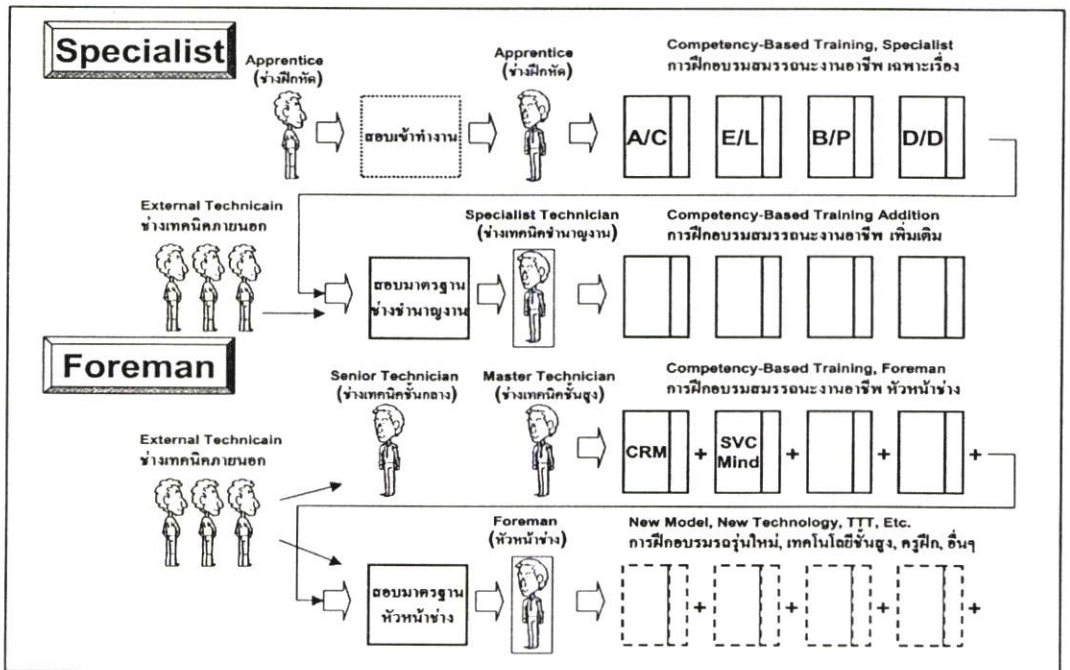 Specialist
Apprentice
(ช่างฝึกหัด)
สอบเข้าทำงาน
Apprentice
(ช่างฝึกหัด)
Competency-Based Training, Specialist
การฝึกอบรมสมรรถนะงานอาชีพ เฉพาะเรื่อง
A/C
E/L
B/P
D/D
External Technicain
ช่างเทคนิคภายนอก
สอบมาตรฐาน
ช่างชำนาญงาน
Specialist Technician
(ช่างเทคนิคชำนาญงาน)
Competency-Based Training Addition
การฝึกอบรมสมรรถนะงานอาชีพ เพิ่มเติม
Foreman
Senior Technician
(ช่างเทคนิคชั้นกลาง)
Master Technician
(ช่างเทคนิคชั้นสูง)
Competency-Based Training, Foreman
การฝึกอบรมสมรรถนะงานอาชีพ หัวหน้าช่าง
CRM + SVC Mind + + +
External Technicain
ช่างเทคนิคภายนอก
สอบมาตรฐาน
หัวหน้าช่าง
Foreman
(หัวหน้าช่าง)
New Model, New Technology, TTT, Etc.
การฝึกอบรมรถรุ่นใหม่, เทคโนโลยีชั้นสูง, ครูฝึก, อื่นๆ
+ + + +